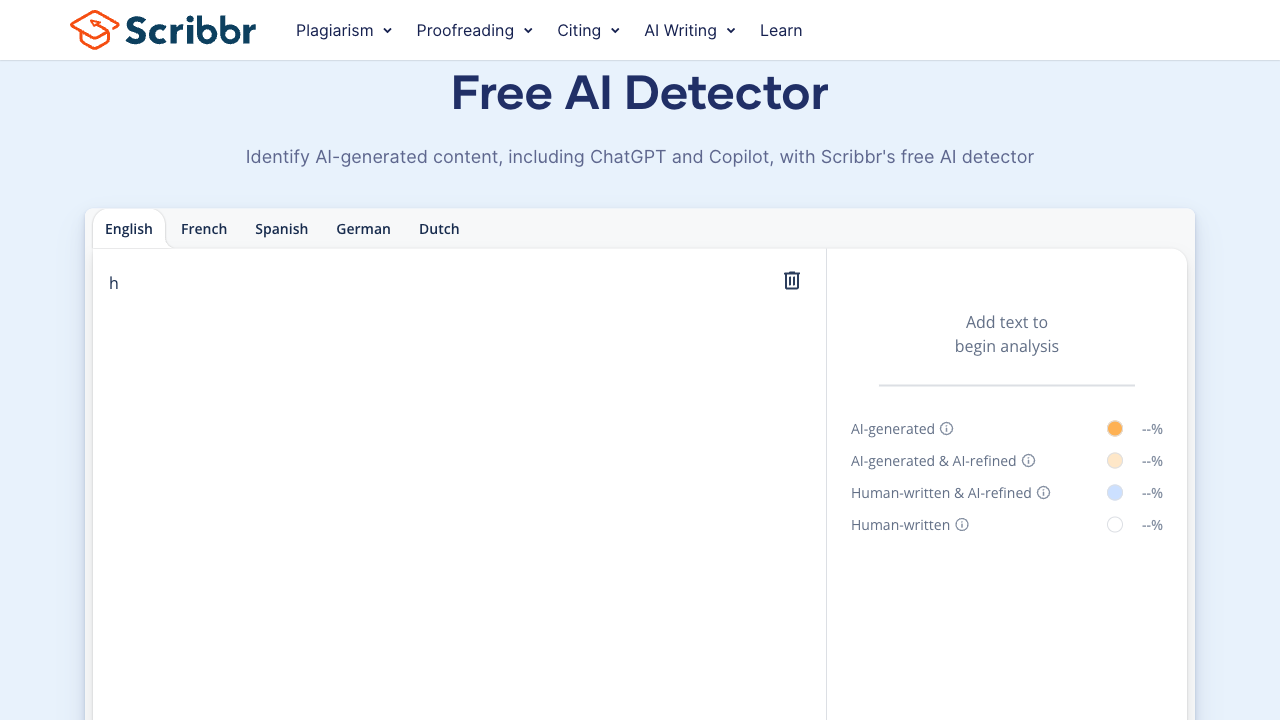 Scribbr
Plagiarism Proofreading Citing AI Writing Learn
Free AI Detector
Identify AI-generated content, including ChatGPT and Copilot, with Scribbr's free AI detector
English French Spanish German Dutch
h
Add text to
begin analysis
AI-generated --%
AI-generated & AI-refined --%
Human-written & AI-refined --%
Human-written --%